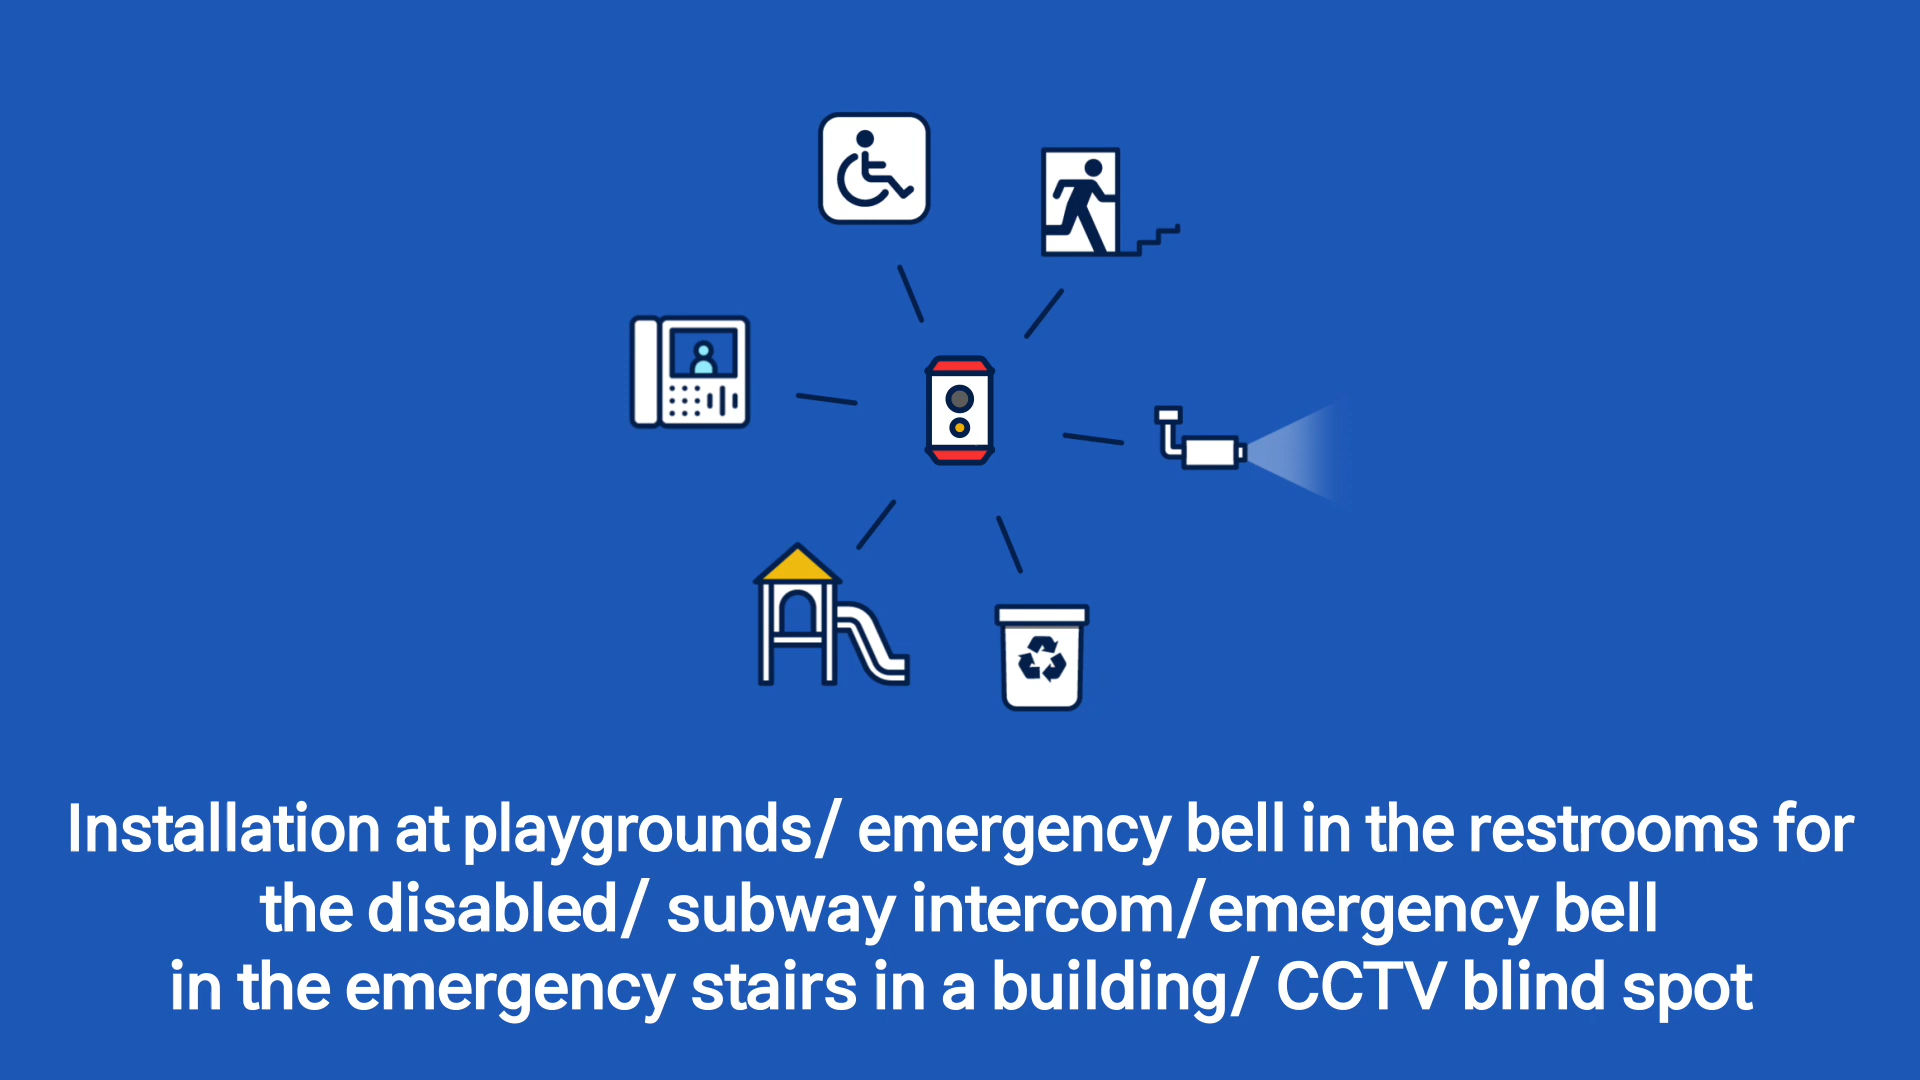 Installation at playgrounds/ emergency bell in the restrooms for
the disabled/ subway intercom/emergency bell
in the emergency stairs in a building/ CCTV blind spot